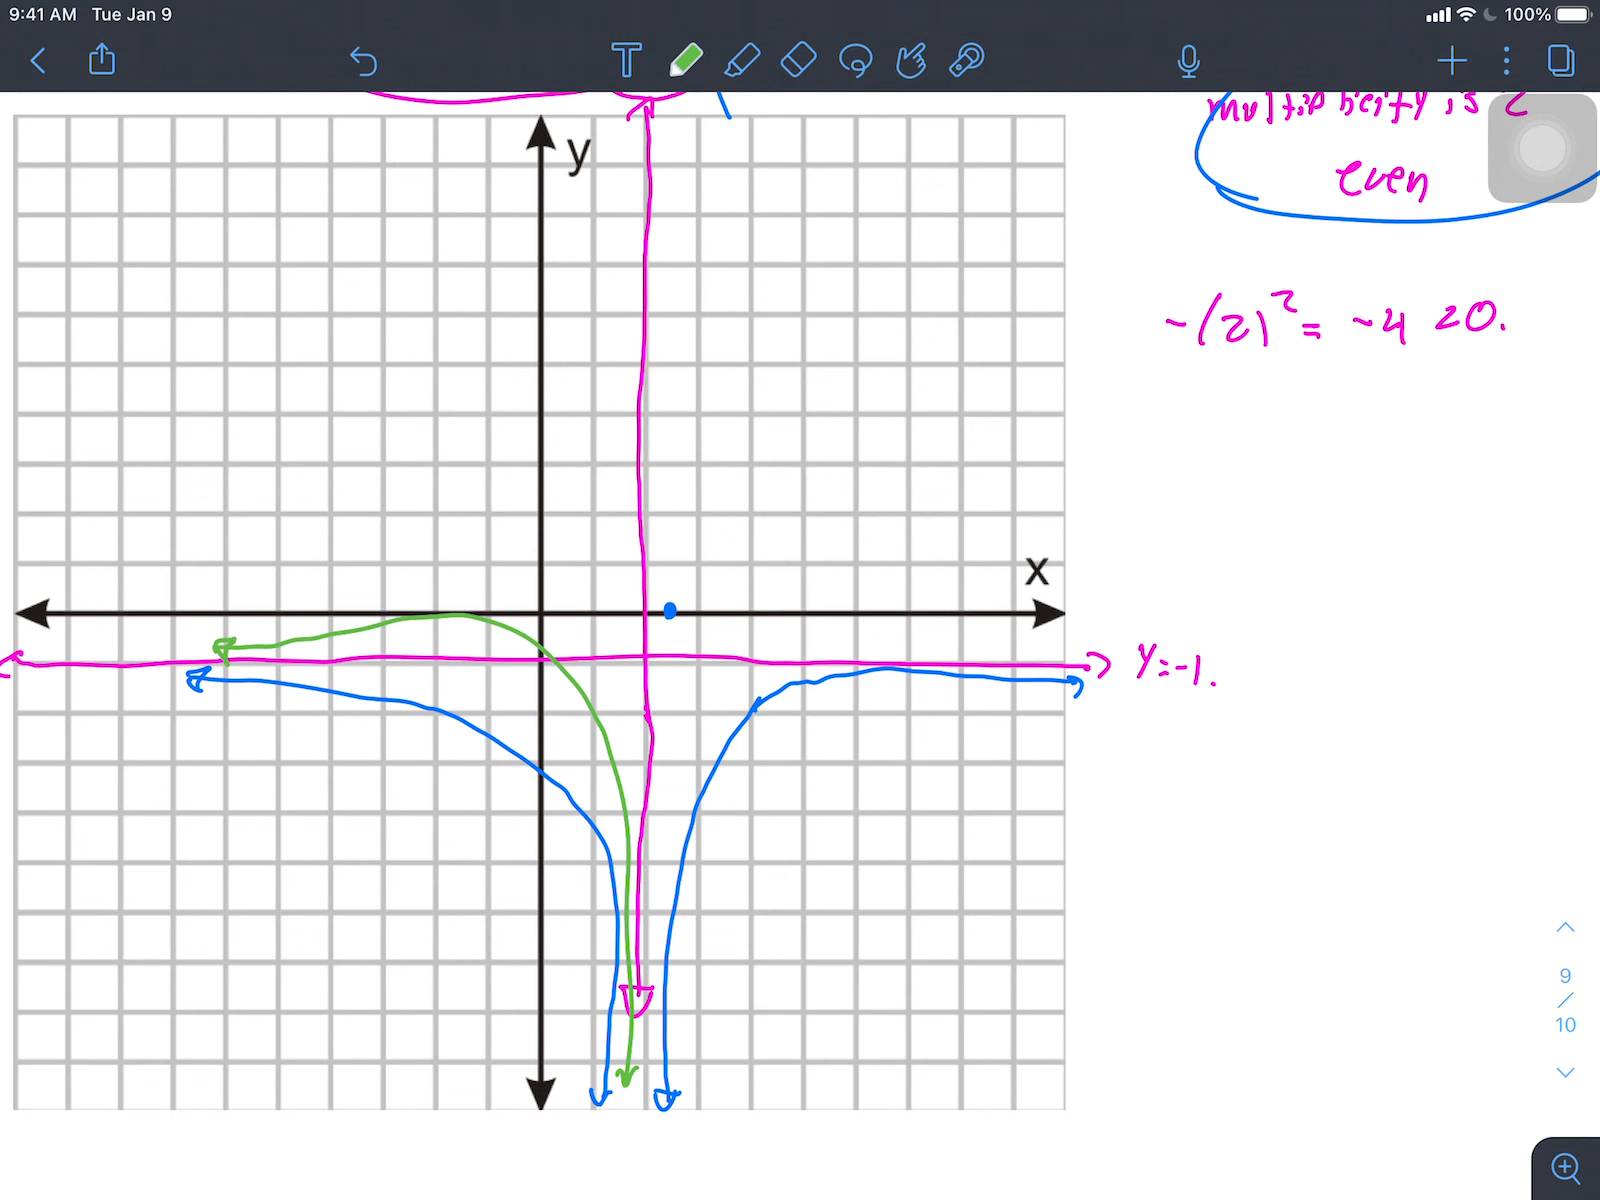 9:41 AM Tue Jan 9
100%
T
multiplicity is 2
even
y
-(2)² = -4 <0.
x
y=-1.
9
/
10